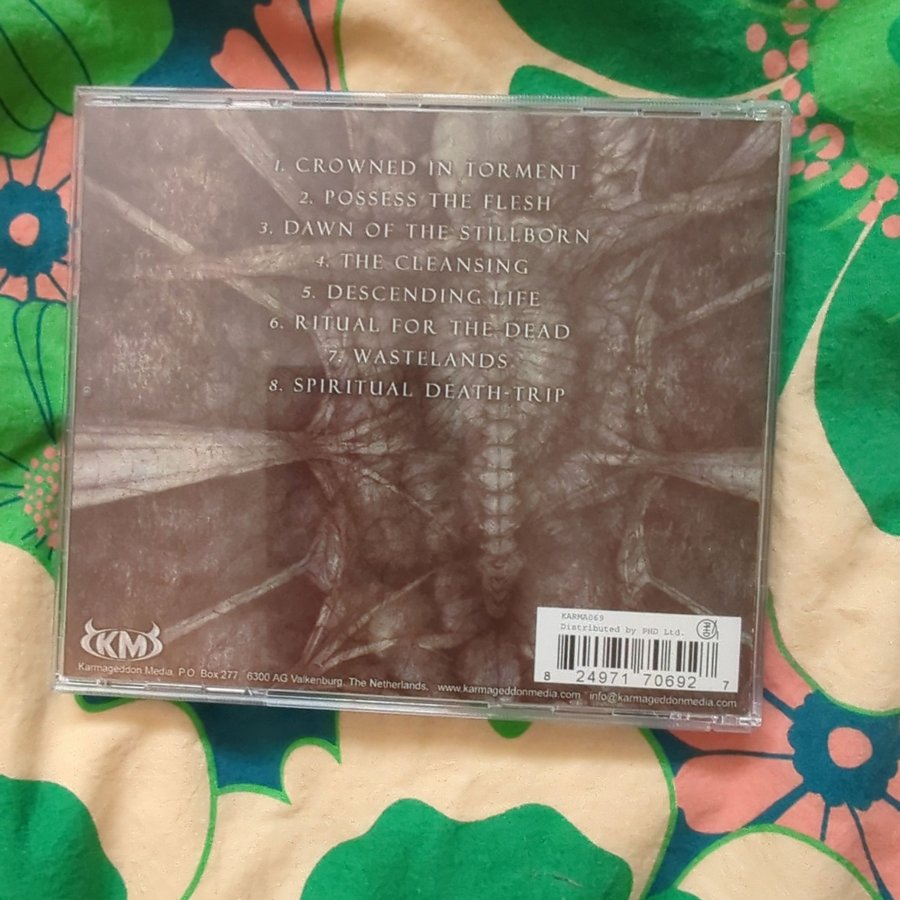 1. CROWNED IN TORMENT
2. POSSESS THE FLESH
3. DAWN OF THE STILLBORN
4. THE CLEANSING
5. DESCENDING LIFE
6. RITUAL FOR THE DEAD
7. WASTELANDS
8. SPIRITUAL DEATH-TRIP
KM
KARMA069
Distributed by PHD Ltd.
PHD
8 24971 70692 7
Karmageddon Media. P.O. Box 277, 6300 AG Valkenburg. The Netherlands. www.karmageddonmedia.com info@karmageddonmedia.com